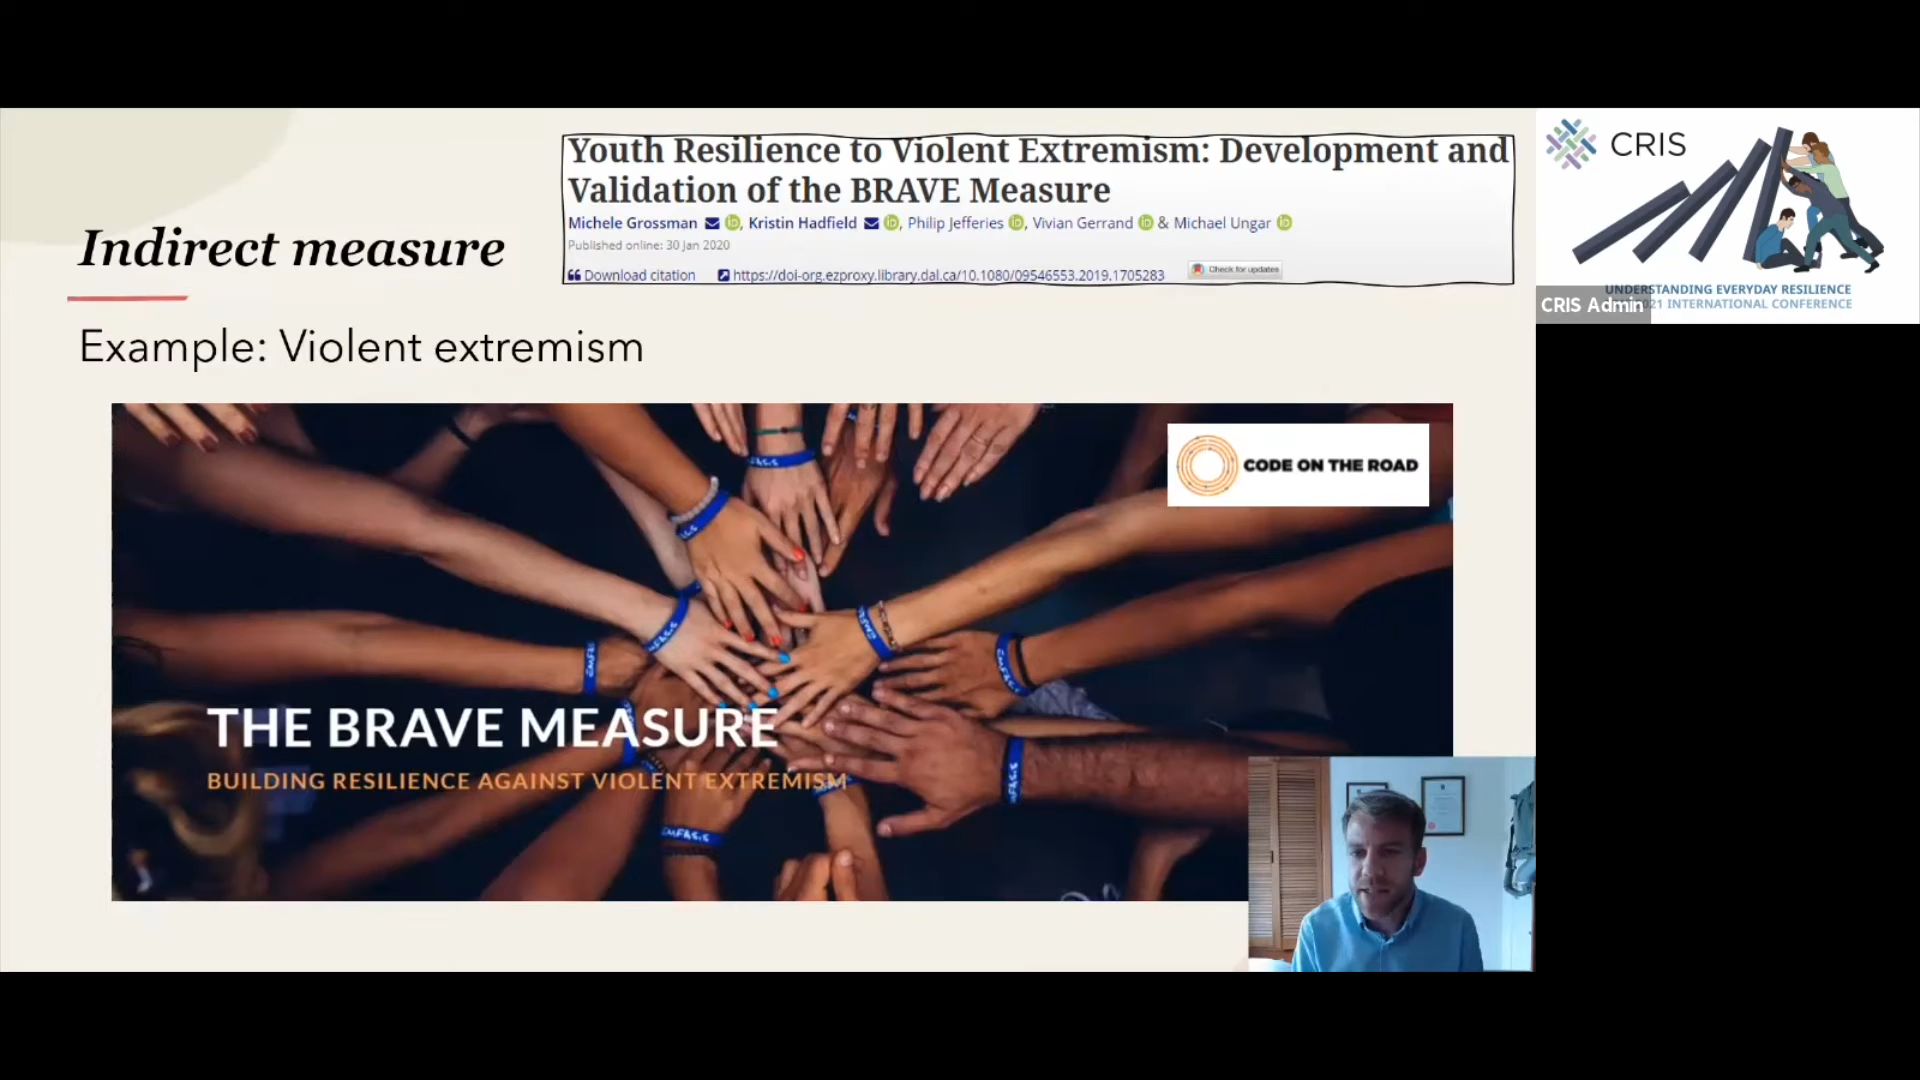 Youth Resilience to Violent Extremism: Development and
Validation of the BRAVE Measure
Michele Grossman, Kristin Hadfield, Philip Jefferies, Vivian Gerrand & Michael Ungar
Published online: 30 Jan 2020
Download citation https://doi-org.ezproxy.library.dal.ca/10.1080/09546553.2019.1705283 Check for updates
Indirect measure
Example: Violent extremism
CODE ON THE ROAD
THE BRAVE MEASURE
BUILDING RESILIENCE AGAINST VIOLENT EXTREMISM
CRIS
UNDERSTANDING EVERYDAY RESILIENCE
21 INTERNATIONAL CONFERENCE
CRIS Admin